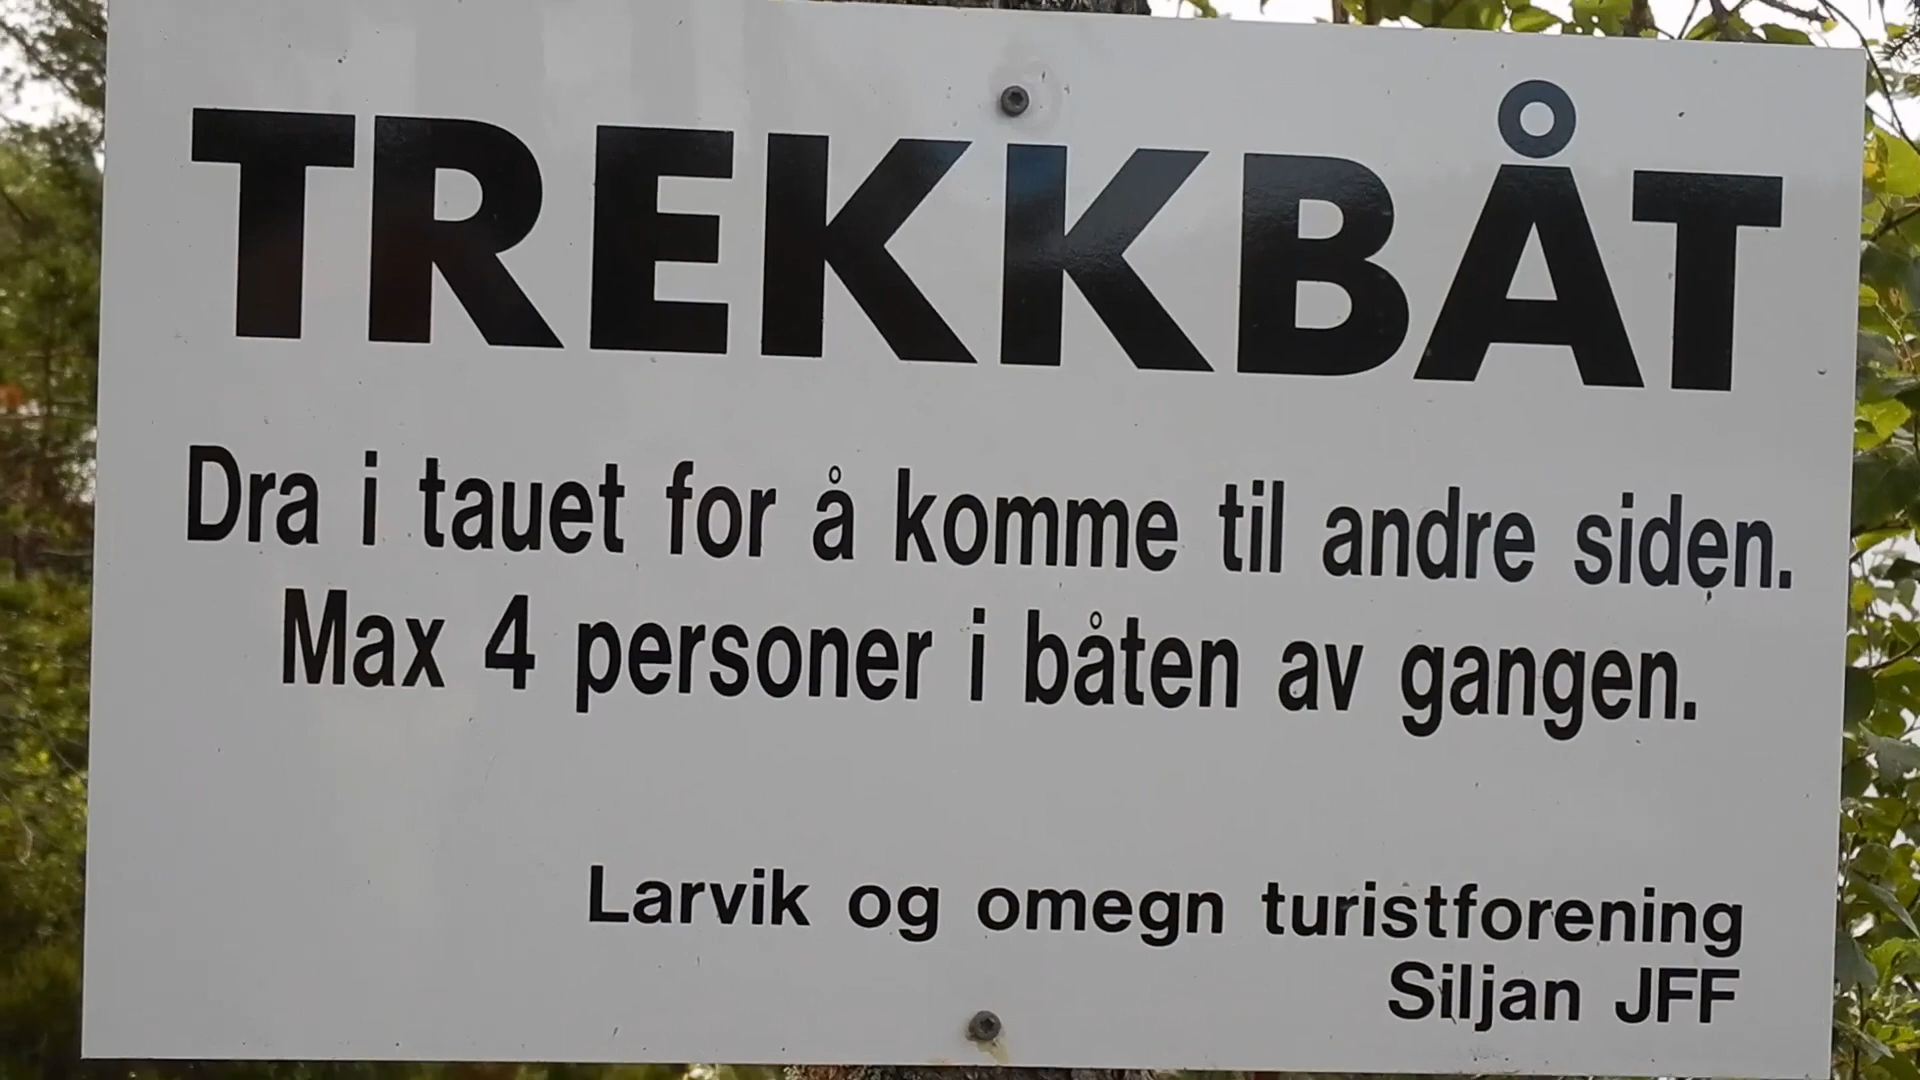 TREKKBÅT
Dra i tauet for å komme til andre siden.
Max 4 personer i båten av gangen.
Larvik og omegn turistforening
Siljan JFF